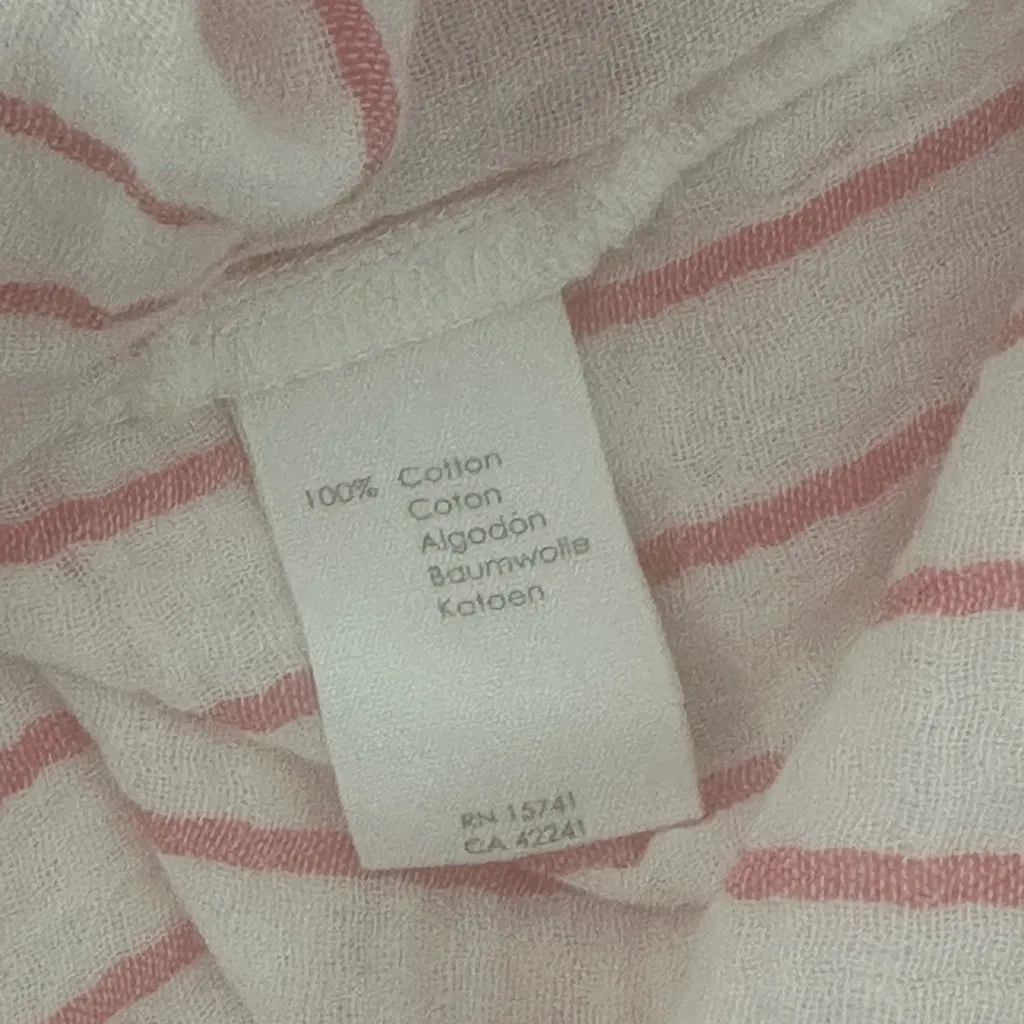 100% Cotton
Coton
Algodón
Baumwolle
Katoen
RN 15741
CA 42241